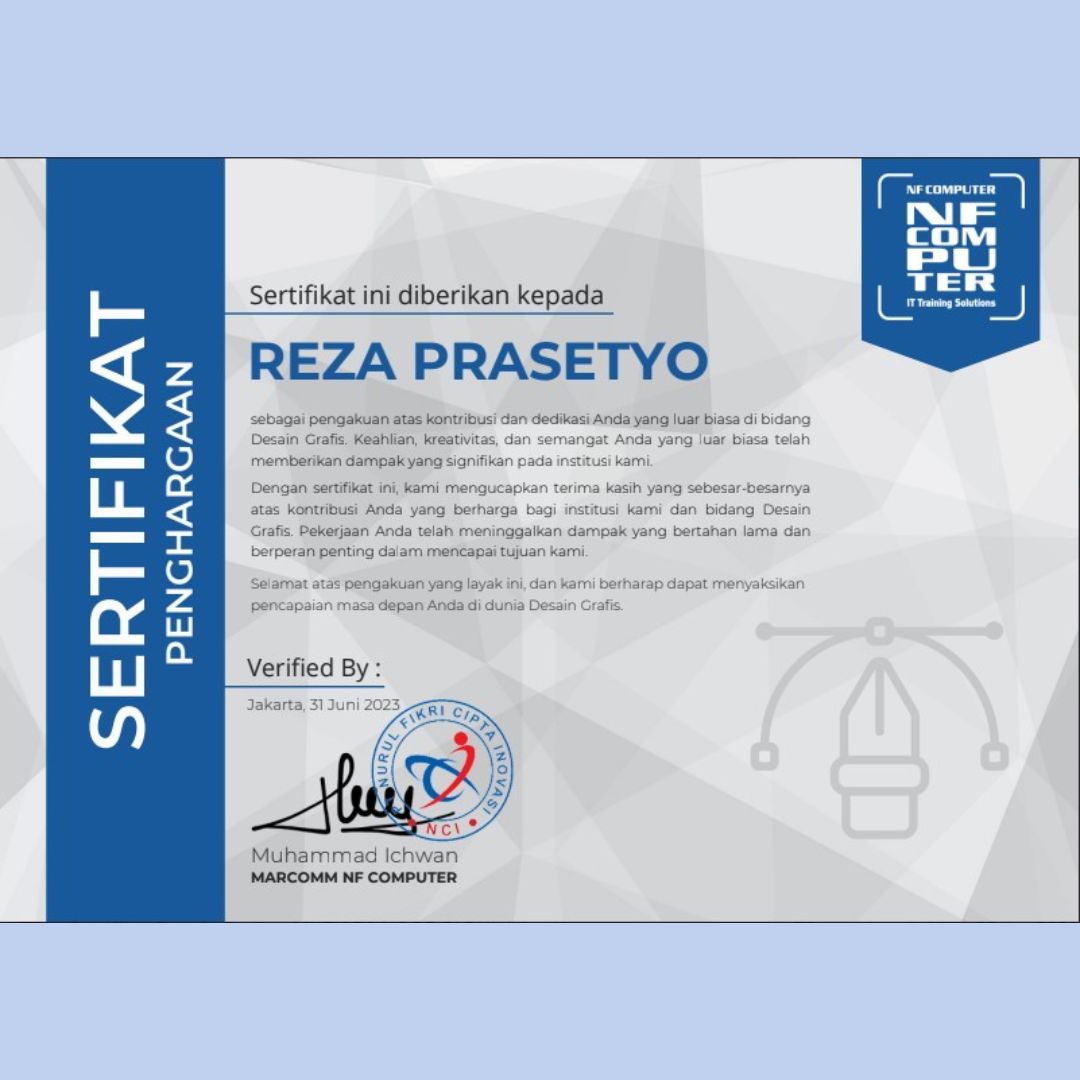 SERTIFIKAT
PENGHARGAAN
NF COMPUTER
NF
COM
PU
TER
IT Training Solutions
Sertifikat ini diberikan kepada
REZA PRASETYO
sebagai pengakuan atas kontribusi dan dedikasi Anda yang luar biasa di bidang
Desain Grafis. Keahlian, kreativitas, dan semangat Anda yang luar biasa telah
memberikan dampak yang signifikan pada institusi kami.
Dengan sertifikat ini, kami mengucapkan terima kasih yang sebesar-besarnya
atas kontribusi Anda yang berharga bagi institusi kami dan bidang Desain
Grafis. Pekerjaan Anda telah meninggalkan dampak yang bertahan lama dan
berperan penting dalam mencapai tujuan kami.
Selamat atas pengakuan yang layak ini, dan kami berharap dapat menyaksikan
pencapaian masa depan Anda di dunia Desain Grafis.
Verified By :
Jakarta, 31 Juni 2023
NURUL FIKRI CIPTA INOVASI
NCI
Muhammad Ichwan
MARCOMM NF COMPUTER